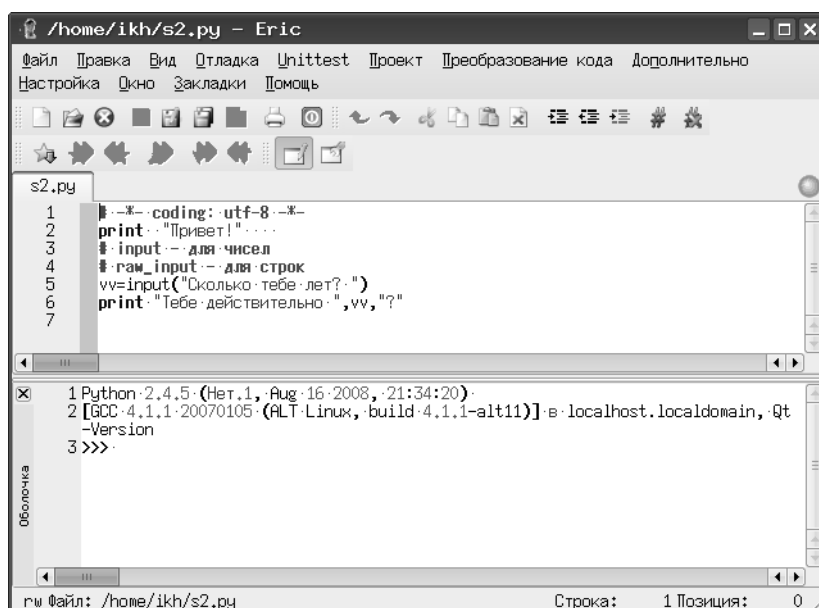 /home/ikh/s2.py – Eric
Файл Правка Вид Отладка Unittest Проект Преобразование кода Дополнительно
Настройка Окно Закладки Помощь
s2.py
1 # -*- coding: utf-8 -*-
2 print "Привет!"
3 # input - для чисел
4 # raw_input - для строк
5 vv=input("Сколько тебе лет? ")
6 print "Тебе действительно ",vv,"?"
7
1 Python 2.4.5 (Нет.1, Aug 16 2008, 21:34:20)
2 [GCC 4.1.1 20070105 (ALT Linux, build 4.1.1-alt11)] в localhost.localdomain, Qt
-Version
3 >>>
Оболочка
rw Файл: /home/ikh/s2.py Строка: 1 Позиция: 0